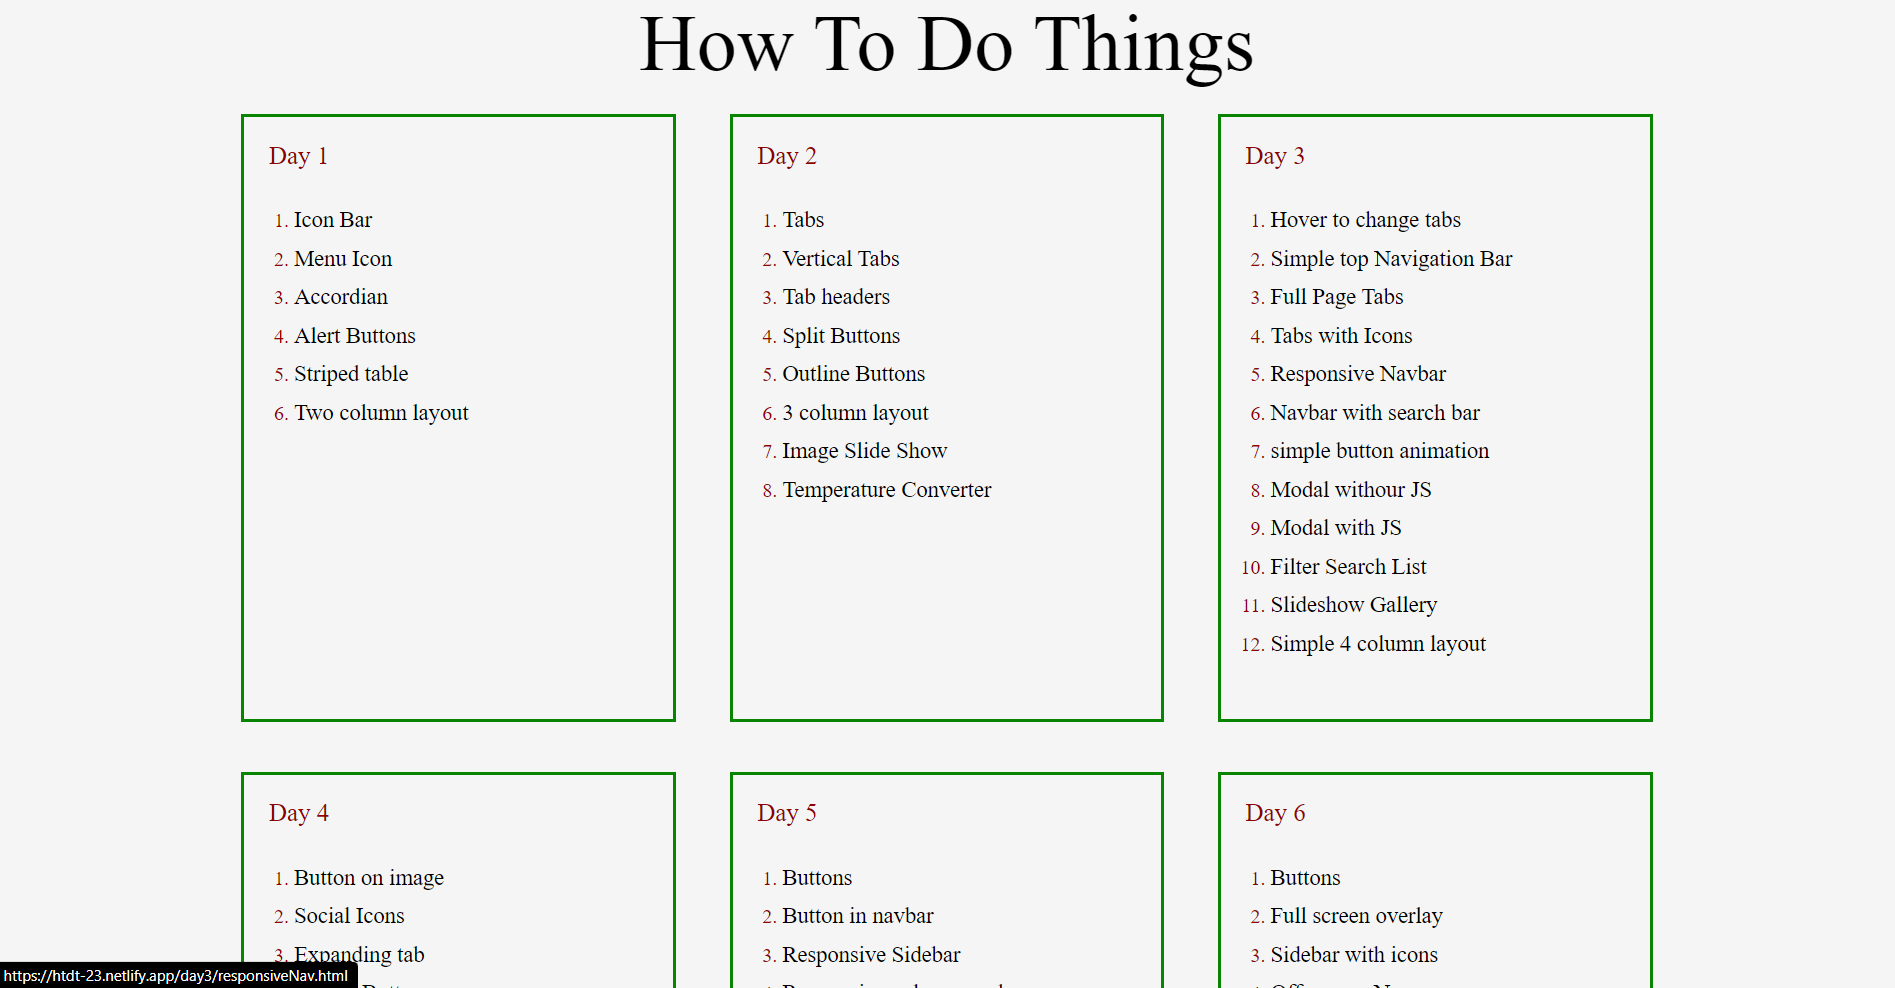 How To Do Things
Day 1
1. Icon Bar
2. Menu Icon
3. Accordian
4. Alert Buttons
5. Striped table
6. Two column layout
Day 2
1. Tabs
2. Vertical Tabs
3. Tab headers
4. Split Buttons
5. Outline Buttons
6. 3 column layout
7. Image Slide Show
8. Temperature Converter
Day 3
1. Hover to change tabs
2. Simple top Navigation Bar
3. Full Page Tabs
4. Tabs with Icons
5. Responsive Navbar
6. Navbar with search bar
7. simple button animation
8. Modal withour JS
9. Modal with JS
10. Filter Search List
11. Slideshow Gallery
12. Simple 4 column layout
Day 4
1. Button on image
2. Social Icons
3. Expanding tab
Day 5
1. Buttons
2. Button in navbar
3. Responsive Sidebar
Day 6
1. Buttons
2. Full screen overlay
3. Sidebar with icons
https://htdt-23.netlify.app/day3/responsiveNav.html